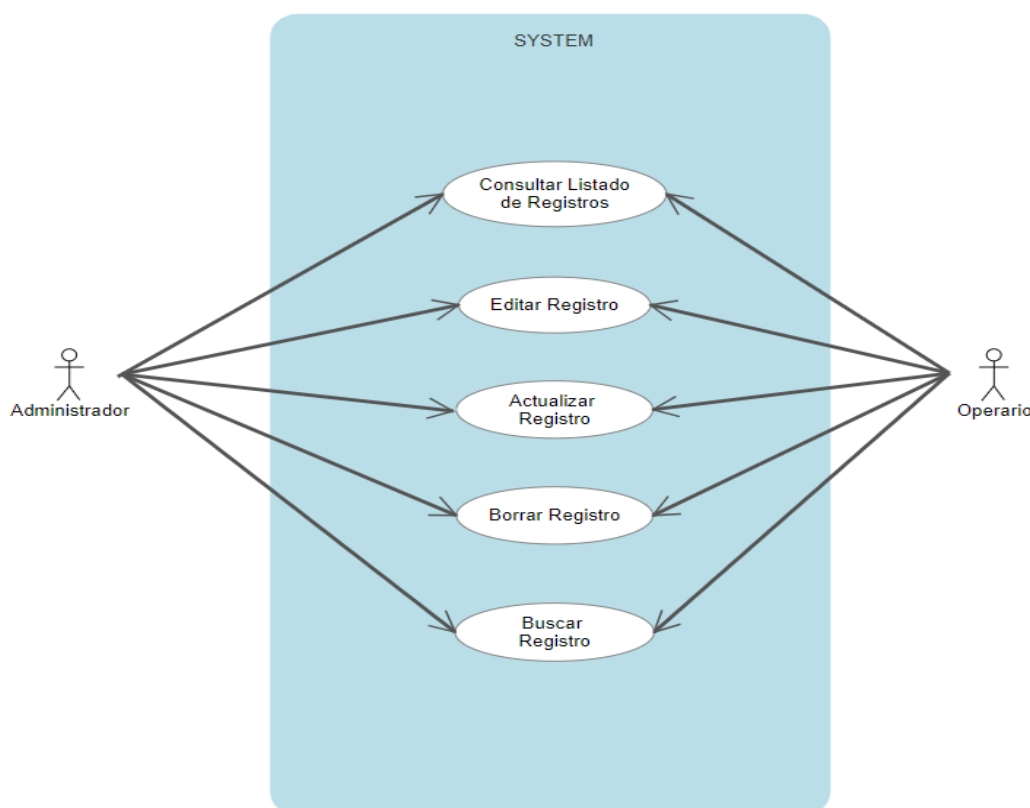 SYSTEM
Consultar Listado
de Registros
Editar Registro
Administrador
Actualizar
Registro
Operario
Borrar Registro
Buscar
Registro